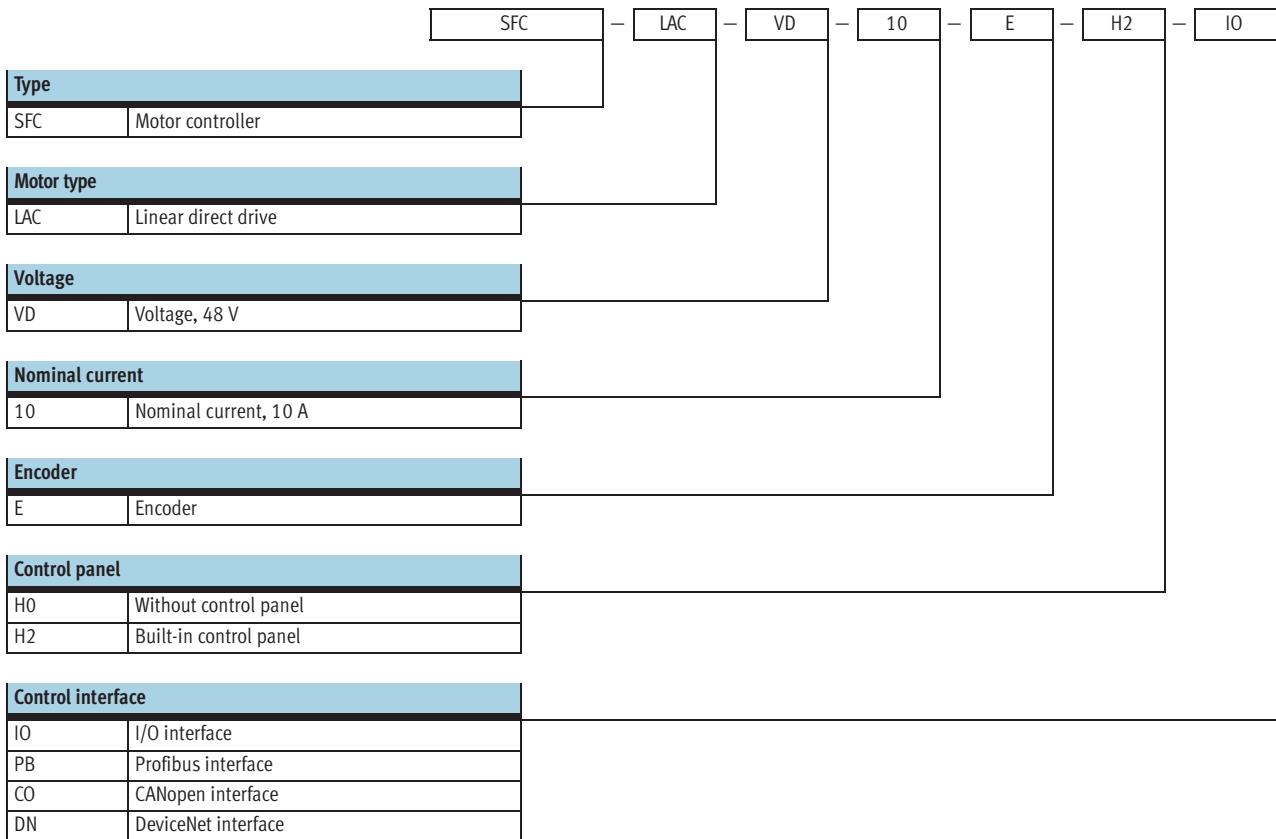 SFC – LAC – VD – 10 – E – H2 – IO
Type
SFC Motor controller
Motor type
LAC Linear direct drive
Voltage
VD Voltage, 48 V
Nominal current
10 Nominal current, 10 A
Encoder
E Encoder
Control panel
H0 Without control panel
H2 Built-in control panel
Control interface
IO I/O interface
PB Profibus interface
CO CANopen interface
DN DeviceNet interface